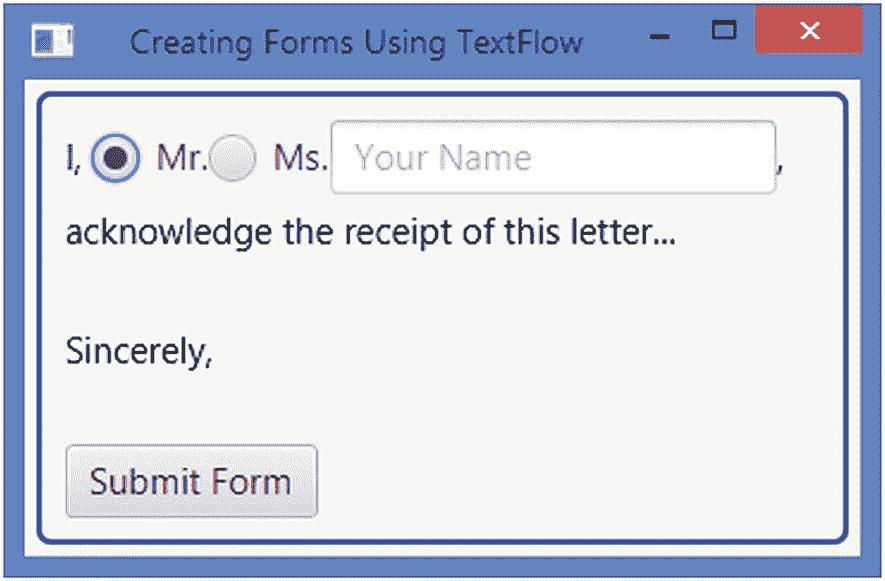 Creating Forms Using TextFlow
I, Mr. Ms. Your Name,
acknowledge the receipt of this letter...
Sincerely,
Submit Form